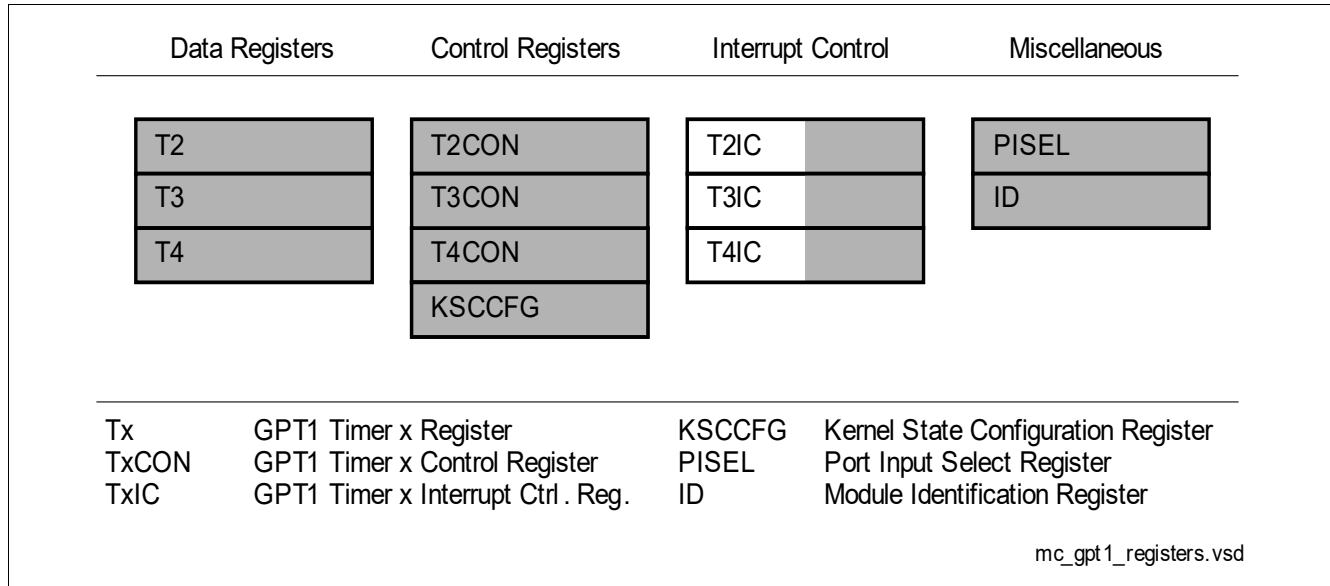 Data Registers Control Registers Interrupt Control Miscellaneous
T2 T2CON T2IC PISEL
T3 T3CON T3IC ID
T4 T4CON T4IC
KSCCFG
Tx GPT1 Timer x Register KSCCFG Kernel State Configuration Register
TxCON GPT1 Timer x Control Register PISEL Port Input Select Register
TxIC GPT1 Timer x Interrupt Ctrl. Reg. ID Module Identification Register
mc_gpt1_registers.vsd